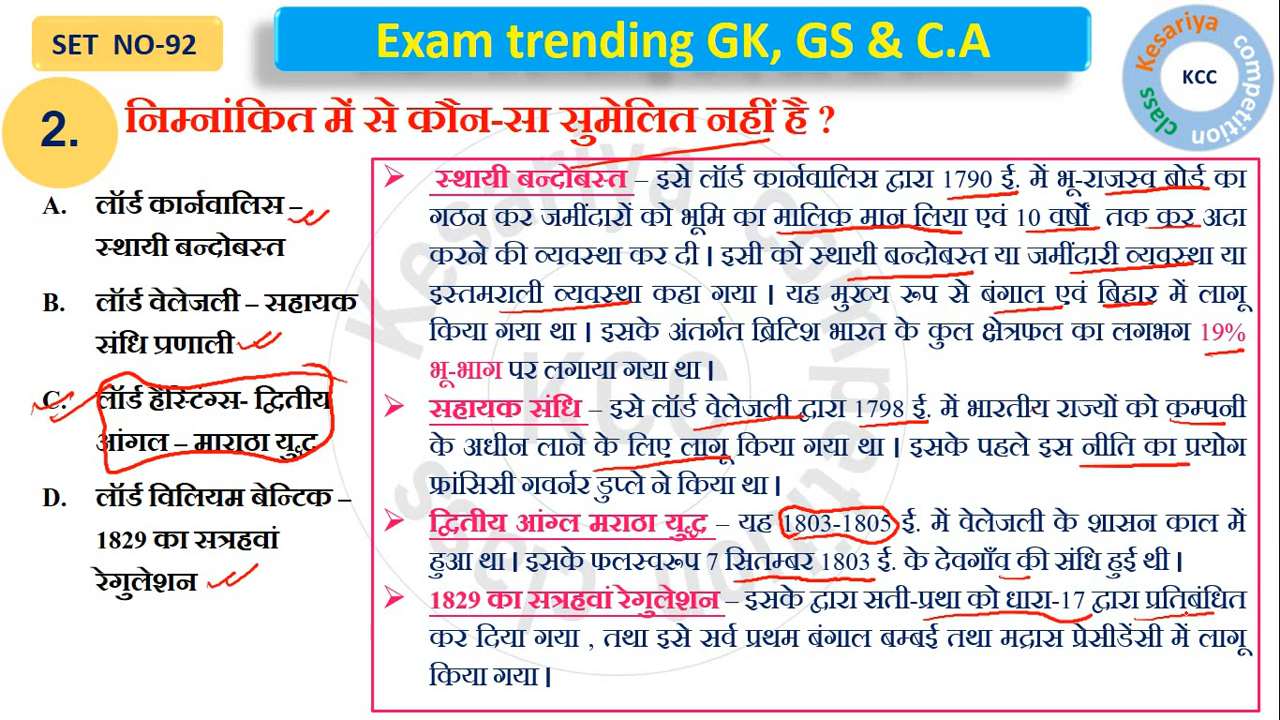 SET NO-92
Exam trending GK, GS & C.A
Kesariya competition class
KCC
2.
निम्नांकित में से कौन-सा सुमेलित नहीं है ?
A. लॉर्ड कार्नवालिस –
स्थायी बन्दोबस्त
B. लॉर्ड वेलेजली – सहायक
संधि प्रणाली
C. लॉर्ड हेस्टिंग्स- द्वितीय
आंगल – माराठा युद्ध
D. लॉर्ड विलियम बेन्टिक –
1829 का सत्रहवां
रेगुलेशन
➢ स्थायी बन्दोबस्त – इसे लॉर्ड कार्नवालिस द्वारा 1790 ई. में भू-राजस्व बोर्ड का
गठन कर जमींदारों को भूमि का मालिक मान लिया एवं 10 वर्षों तक कर अदा
करने की व्यवस्था कर दी । इसी को स्थायी बन्दोबस्त या जमींदारी व्यवस्था या
इस्तमराली व्यवस्था कहा गया । यह मुख्य रूप से बंगाल एवं बिहार में लागू
किया गया था । इसके अंतर्गत ब्रिटिश भारत के कुल क्षेत्रफल का लगभग 19%
भू-भाग पर लगाया गया था ।
➢ सहायक संधि – इसे लॉर्ड वेलेजली द्वारा 1798 ई. में भारतीय राज्यों को कम्पनी
के अधीन लाने के लिए लागू किया गया था । इसके पहले इस नीति का प्रयोग
फ्रांसिसी गवर्नर डुप्ले ने किया था ।
➢ द्वितीय आंग्ल मराठा युद्ध – यह 1803-1805 ई. में वेलेजली के शासन काल में
हुआ था । इसके फलस्वरूप 7 सितम्बर 1803 ई. के देवगाँव की संधि हुई थी ।
➢ 1829 का सत्रहवां रेगुलेशन – इसके द्वारा सती-प्रथा को धारा-17 द्वारा प्रतिबंधित
कर दिया गया , तथा इसे सर्व प्रथम बंगाल बम्बई तथा मद्रास प्रेसीडेंसी में लागू
किया गया ।
Kesariya competition class
KCC